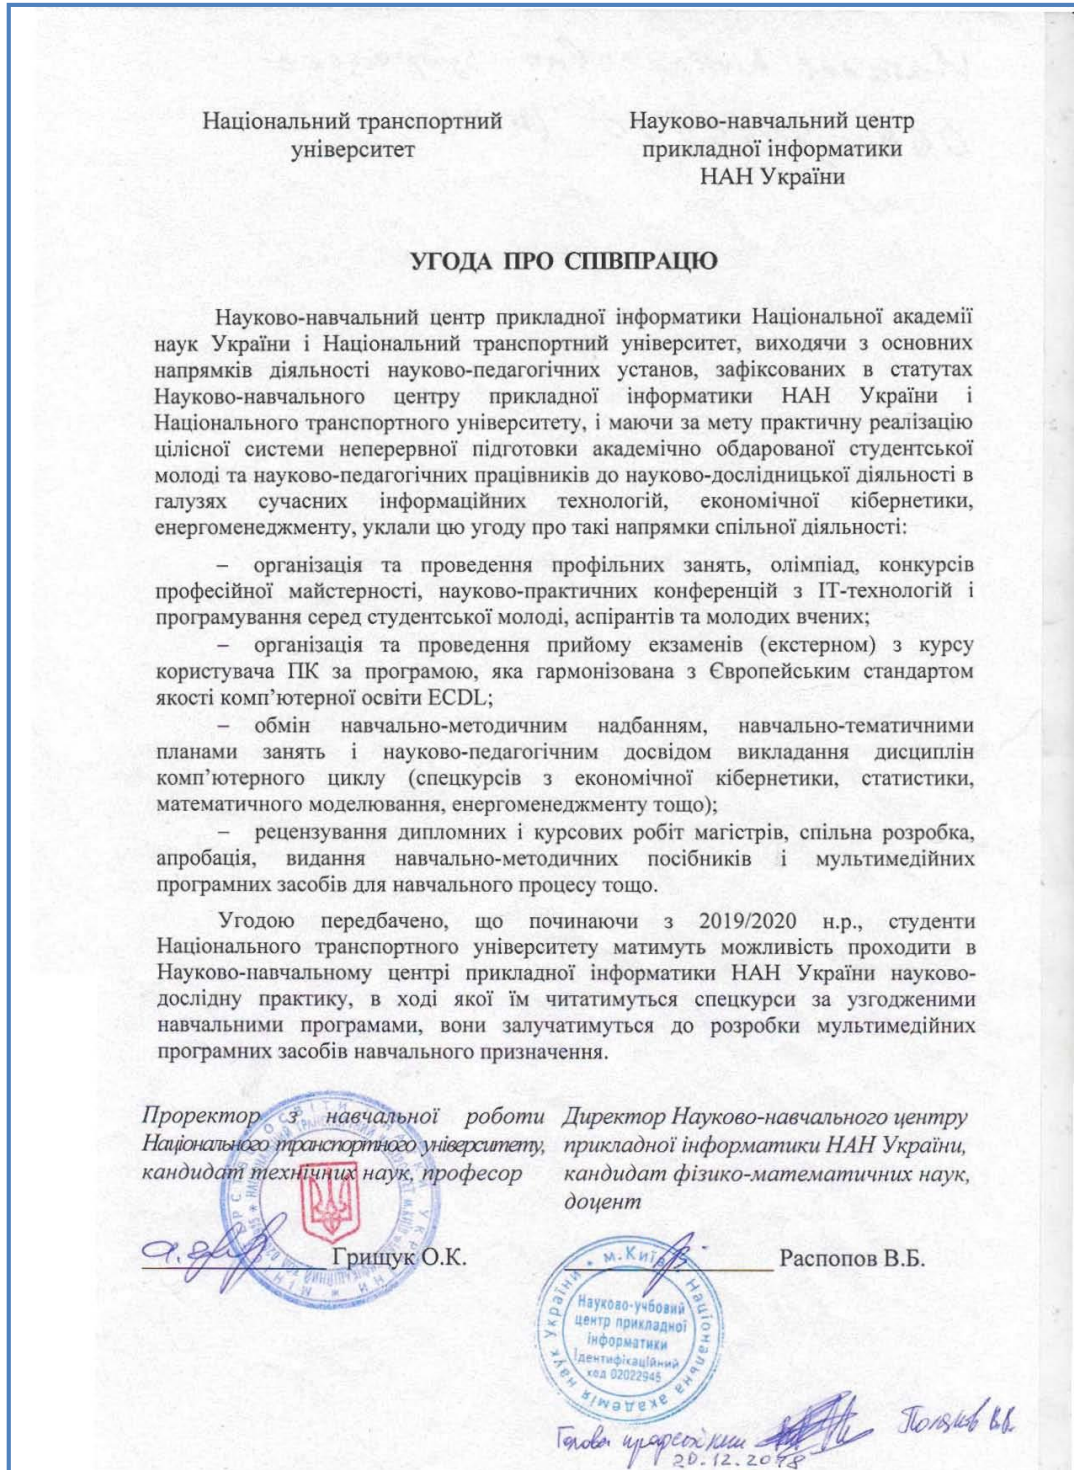 Національний транспортний
університет
Науково-навчальний центр
прикладної інформатики
НАН України
УГОДА ПРО СПІВПРАЦЮ
Науково-навчальний центр прикладної інформатики Національної академії
наук України і Національний транспортний університет, виходячи з основних
напрямків діяльності науково-педагогічних установ, зафіксованих в статутах
Науково-навчального центру прикладної інформатики НАН України і
Національного транспортного університету, і маючи за мету практичну реалізацію
цілісної системи неперервної підготовки академічно обдарованої студентської
молоді та науково-педагогічних працівників до науково-дослідницької діяльності в
галузях сучасних інформаційних технологій, економічної кібернетики,
енергоменеджменту, уклали цю угоду про такі напрямки спільної діяльності:
– організація та проведення профільних занять, олімпіад, конкурсів
професійної майстерності, науково-практичних конференцій з ІТ-технологій і
програмування серед студентської молоді, аспірантів та молодих вчених;
– організація та проведення прийому екзаменів (екстерном) з курсу
користувача ПК за програмою, яка гармонізована з Європейським стандартом
якості комп’ютерної освіти ECDL;
– обмін навчально-методичним надбанням, навчально-тематичними
планами занять і науково-педагогічним досвідом викладання дисциплін
комп’ютерного циклу (спецкурсів з економічної кібернетики, статистики,
математичного моделювання, енергоменеджменту тощо);
– рецензування дипломних і курсових робіт магістрів, спільна розробка,
апробація, видання навчально-методичних посібників і мультимедійних
програмних засобів для навчального процесу тощо.
Угодою передбачено, що починаючи з 2019/2020 н.р., студенти
Національного транспортного університету матимуть можливість проходити в
Науково-навчальному центрі прикладної інформатики НАН України науково-
дослідну практику, в ході якої їм читатимуться спецкурси за узгодженими
навчальними програмами, вони залучатимуться до розробки мультимедійних
програмних засобів навчального призначення.
Проректор з навчальної роботи
Національного транспортного університету,
кандидат технічних наук, професор
Грищук О.К.
Директор Науково-навчального центру
прикладної інформатики НАН України,
кандидат фізико-математичних наук,
доцент
Распопов В.Б.
м.Київ * Національна академія наук України *
Науково-учбовий
центр прикладної
інформатики
Ідентифікаційний
код 02022945
Голова
20.12.2018